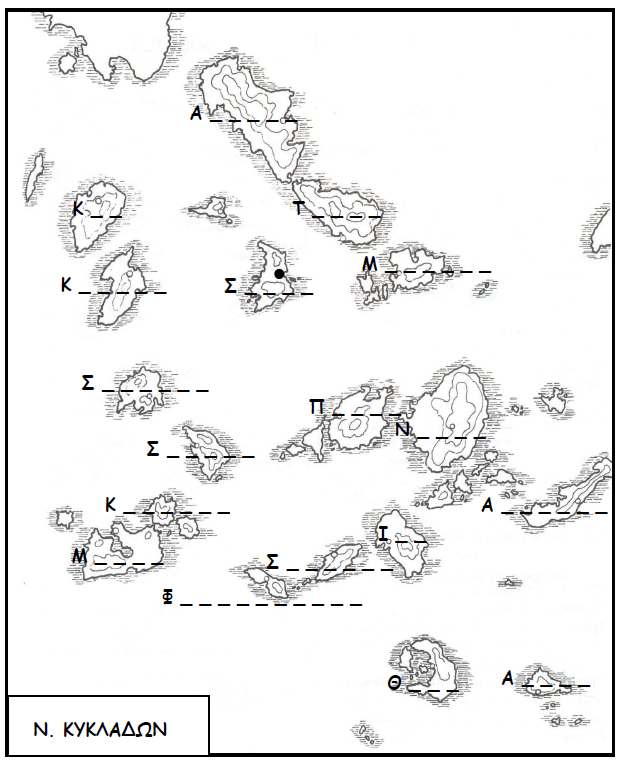 Α _ _ _ _ _
Κ _ _
Τ _ _ _ _
Μ _ _ _ _ _ _
Κ _ _ _ _ _
Σ _ _ _ _
Σ _ _ _ _ _ _
Π _ _ _ _
Ν _ _ _ _
Σ _ _ _ _ _
Κ _ _ _ _ _ _
Α _ _ _ _ _ _
Ι _ _
Μ _ _ _ _
Σ _ _ _ _ _ _
Φ _ _ _ _ _ _ _ _ _ _
Θ _ _ _
Α _ _ _ _
Ν. ΚΥΚΛΑΔΩΝ